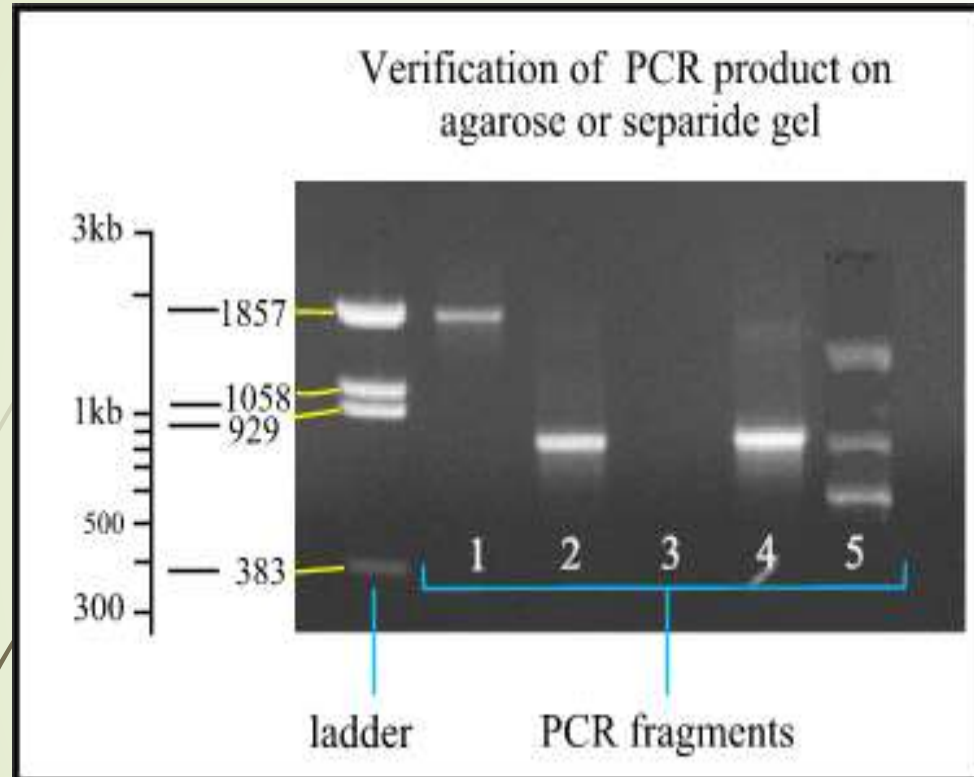 Verification of PCR product on
agarose or separide gel
3kb
1857
1058
1kb
929
500
383
300
1 2 3 4 5
ladder
PCR fragments